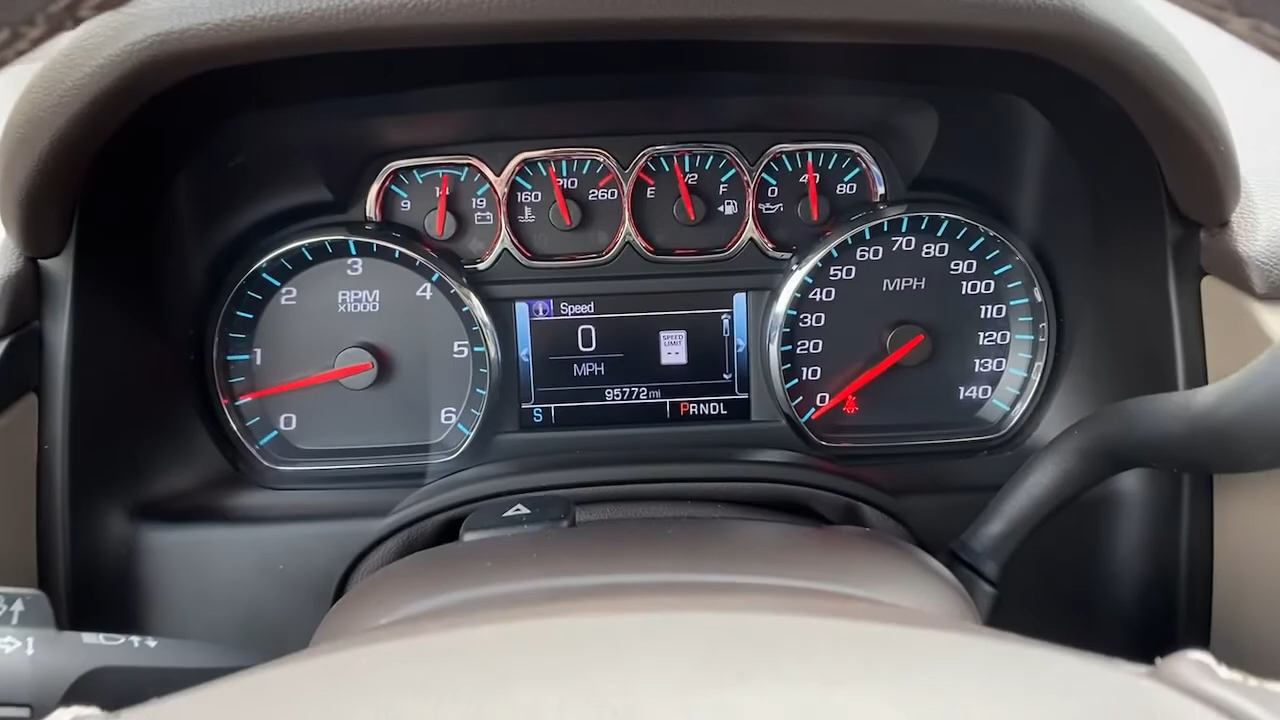 9 14 19
160 210 260
E 1/2 F
0 40 80
RPM
x1000
0 1 2 3 4 5 6
Speed
0
MPH
SPEED
LIMIT
--
95772 mi
S PRNDL
MPH
0 10 20 30 40 50 60 70 80 90 100 110 120 130 140